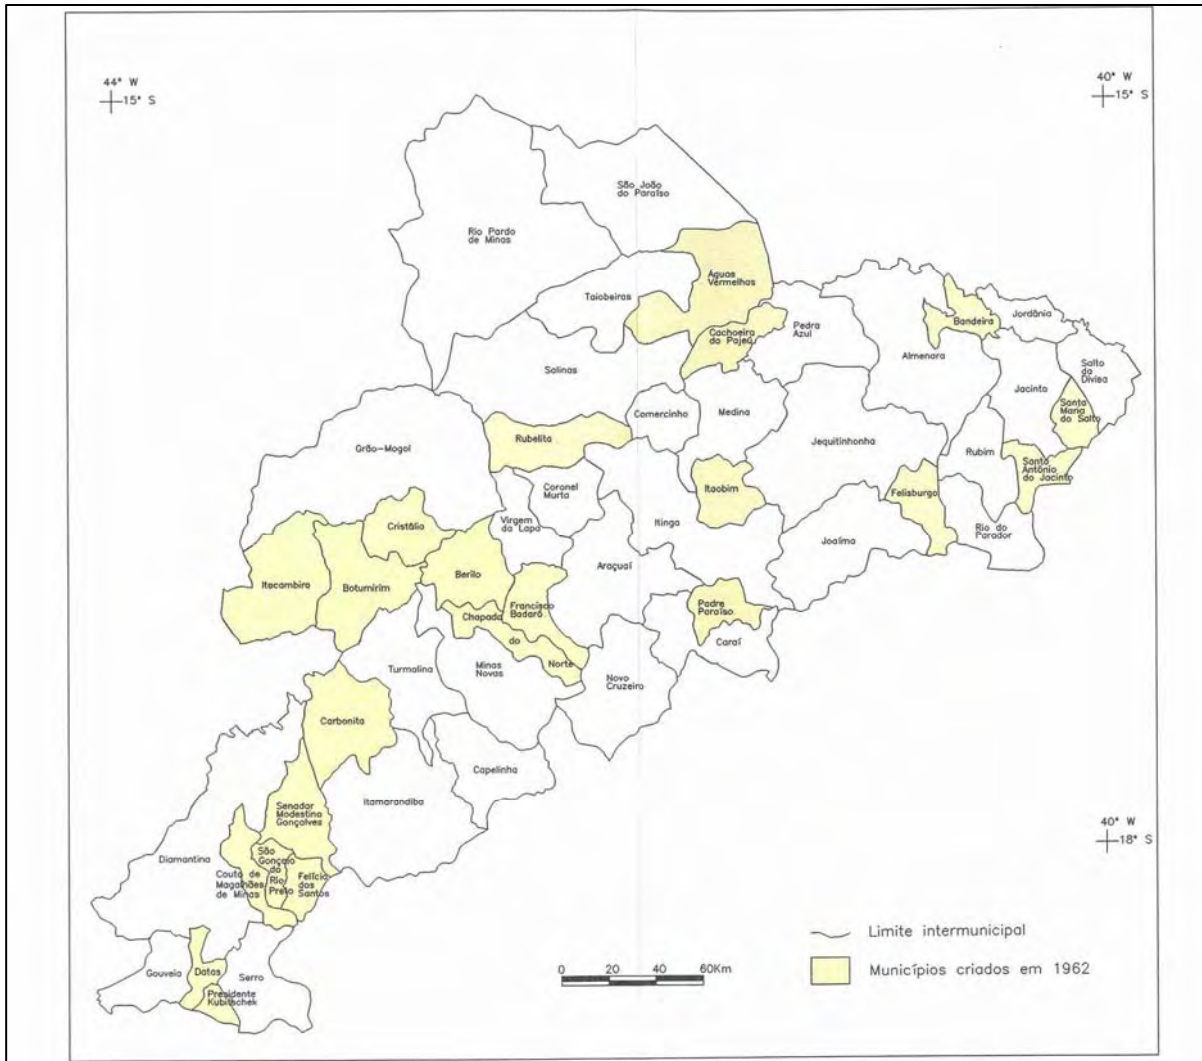 44° W
15° S
40° W
15° S
São João
do Paraíso
Rio Pardo
de Minas
Águas
Vermelhas
Taiobeiras
Bandeira
Jordânia
Cachoeira
do Pajeú
Pedra
Azul
Almenara
Salto
da
Divisa
Salinas
Jacinto
Santa
Maria
do Salto
Comercinho
Medina
Rubelita
Grão-Mogol
Jequitinhonha
Rubim
Santo
Antônio
do Jacinto
Coronel
Murta
Itaobim
Felisburgo
Virgem
da Lapa
Itinga
Cristália
Rio do
Joaíma
Araçuaí
Itacambira
Botumirim
Berilo
Francisco
Badaró
Padre
Paraíso
Chapada
do
Norte
Caraí
Turmalina
Minas
Novas
Novo
Cruzeiro
Carbonita
Capelinha
Itamarandiba
Senador
Modestino
Gonçalves
40° W
18° S
São
Gonçalo
do
Rio
Preto
Diamantina
Couto de
Magalhães
de Minas
Felício
dos
Santos
Limite intermunicipal
Gouveia
Datas
Serro
0 20 40 60Km
Municípios criados em 1962
Presidente
Kubitschek